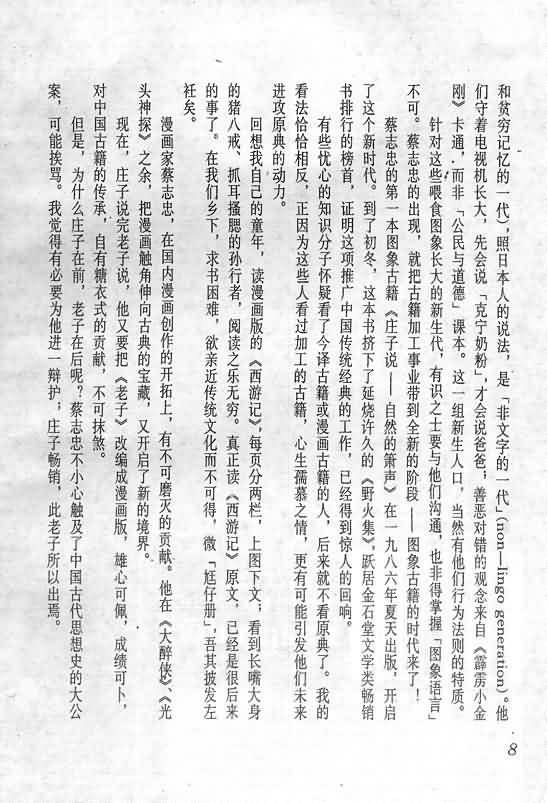 和贫穷记忆的一代），照日本人的说法，是「非文字的一代」（non—lingo generation）。他
们守着电视机长大，先会说「克宁奶粉」，才会说爸爸；善恶对错的观念来自《霹雳小金
刚》卡通，而非「公民与道德」课本。这一组新生人口，当然有他们行为法则的特质。
针对这些喂食图象长大的新生代，有识之士要与他们沟通，也非得掌握「图象语言」
不可。蔡志忠的出现，就把古籍加工事业带到全新的阶段——图象古籍的时代来了！
蔡志忠的第一本图象古籍《庄子说——自然的箫声》在一九八六年夏天出版，开启
了这个新时代。到了初冬，这本书挤下了延烧许久的《野火集》，跃居金石堂文学类畅销
书排行的榜首，证明这项推广中国传统经典的工作，已经得到惊人的回响。
有些忧心的知识分子怀疑看了今译古籍或漫画古籍的人，后来就不看原典了。我的
看法恰恰相反，正因为这些人看过加工的古籍，心生孺慕之情，更有可能引发他们未来
进攻原典的动力。
回想我自己的童年，读漫画版的《西游记》，每页分两栏，上图下文；看到长嘴大身
的猪八戒、抓耳搔腮的孙行者，阅读之乐无穷。真正读《西游记》原文，已经是很后来
的事了。在我们乡下，求书困难，欲亲近传统文化而不可得，微「尪仔册」，吾其披发左
衽矣。
漫画家蔡志忠，在国内漫画创作的开拓上，有不可磨灭的贡献。他在《大醉侠》、《光
头神探》之余，把漫画触角伸向古典的宝藏，又开启了新的境界。
现在，庄子说完老子说，他又要把《老子》改编成漫画版，雄心可佩，成绩可卜，
对中国古籍的传承，自有糖衣式的贡献，不可抹煞。
但是，为什么庄子在前，老子在后呢？蔡志忠不小心触及了中国古代思想史的大公
案，可能挨骂。我觉得有必要为他进一辩护；庄子畅销，此老子所以出焉。
8